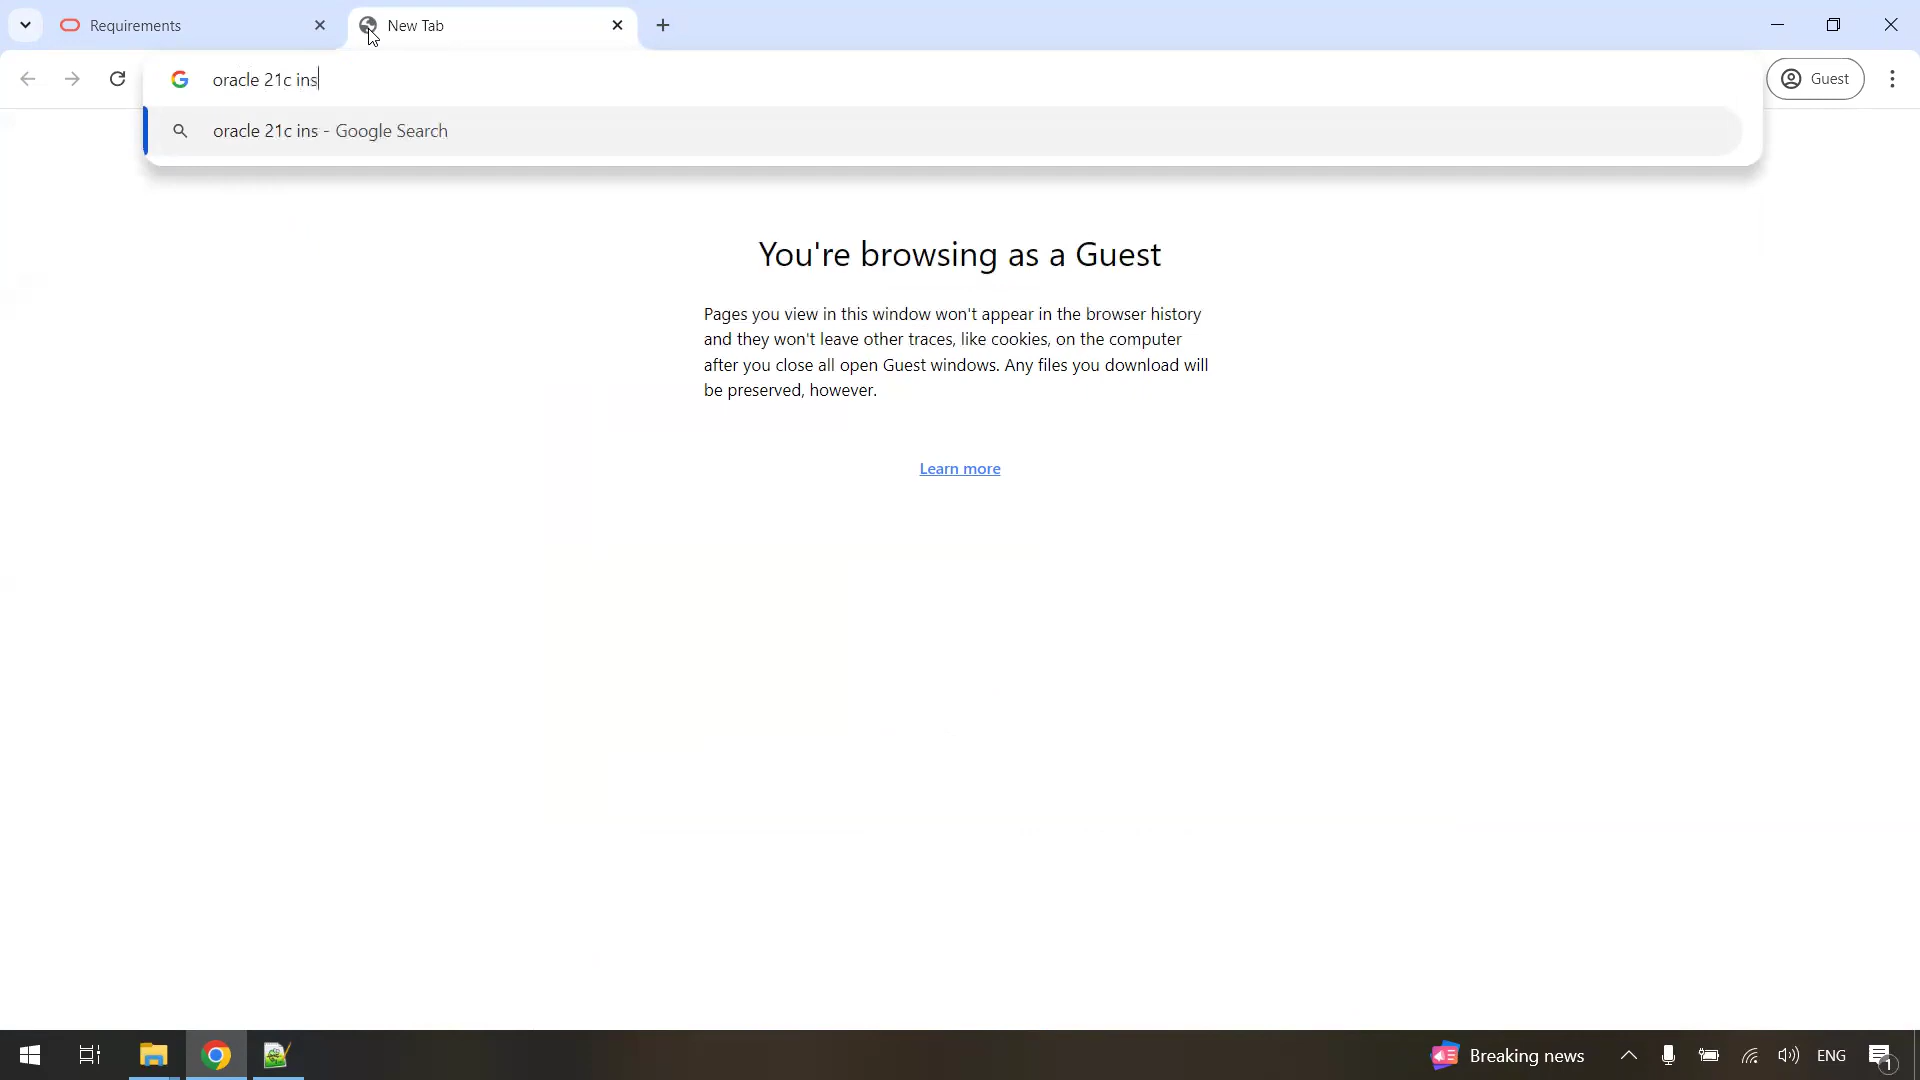 Requirements
New Tab
oracle 21c ins
Guest
oracle 21c ins - Google Search
You're browsing as a Guest
Pages you view in this window won't appear in the browser history
and they won't leave other traces, like cookies, on the computer
after you close all open Guest windows. Any files you download will
be preserved, however.
Learn more
Breaking news
ENG
1